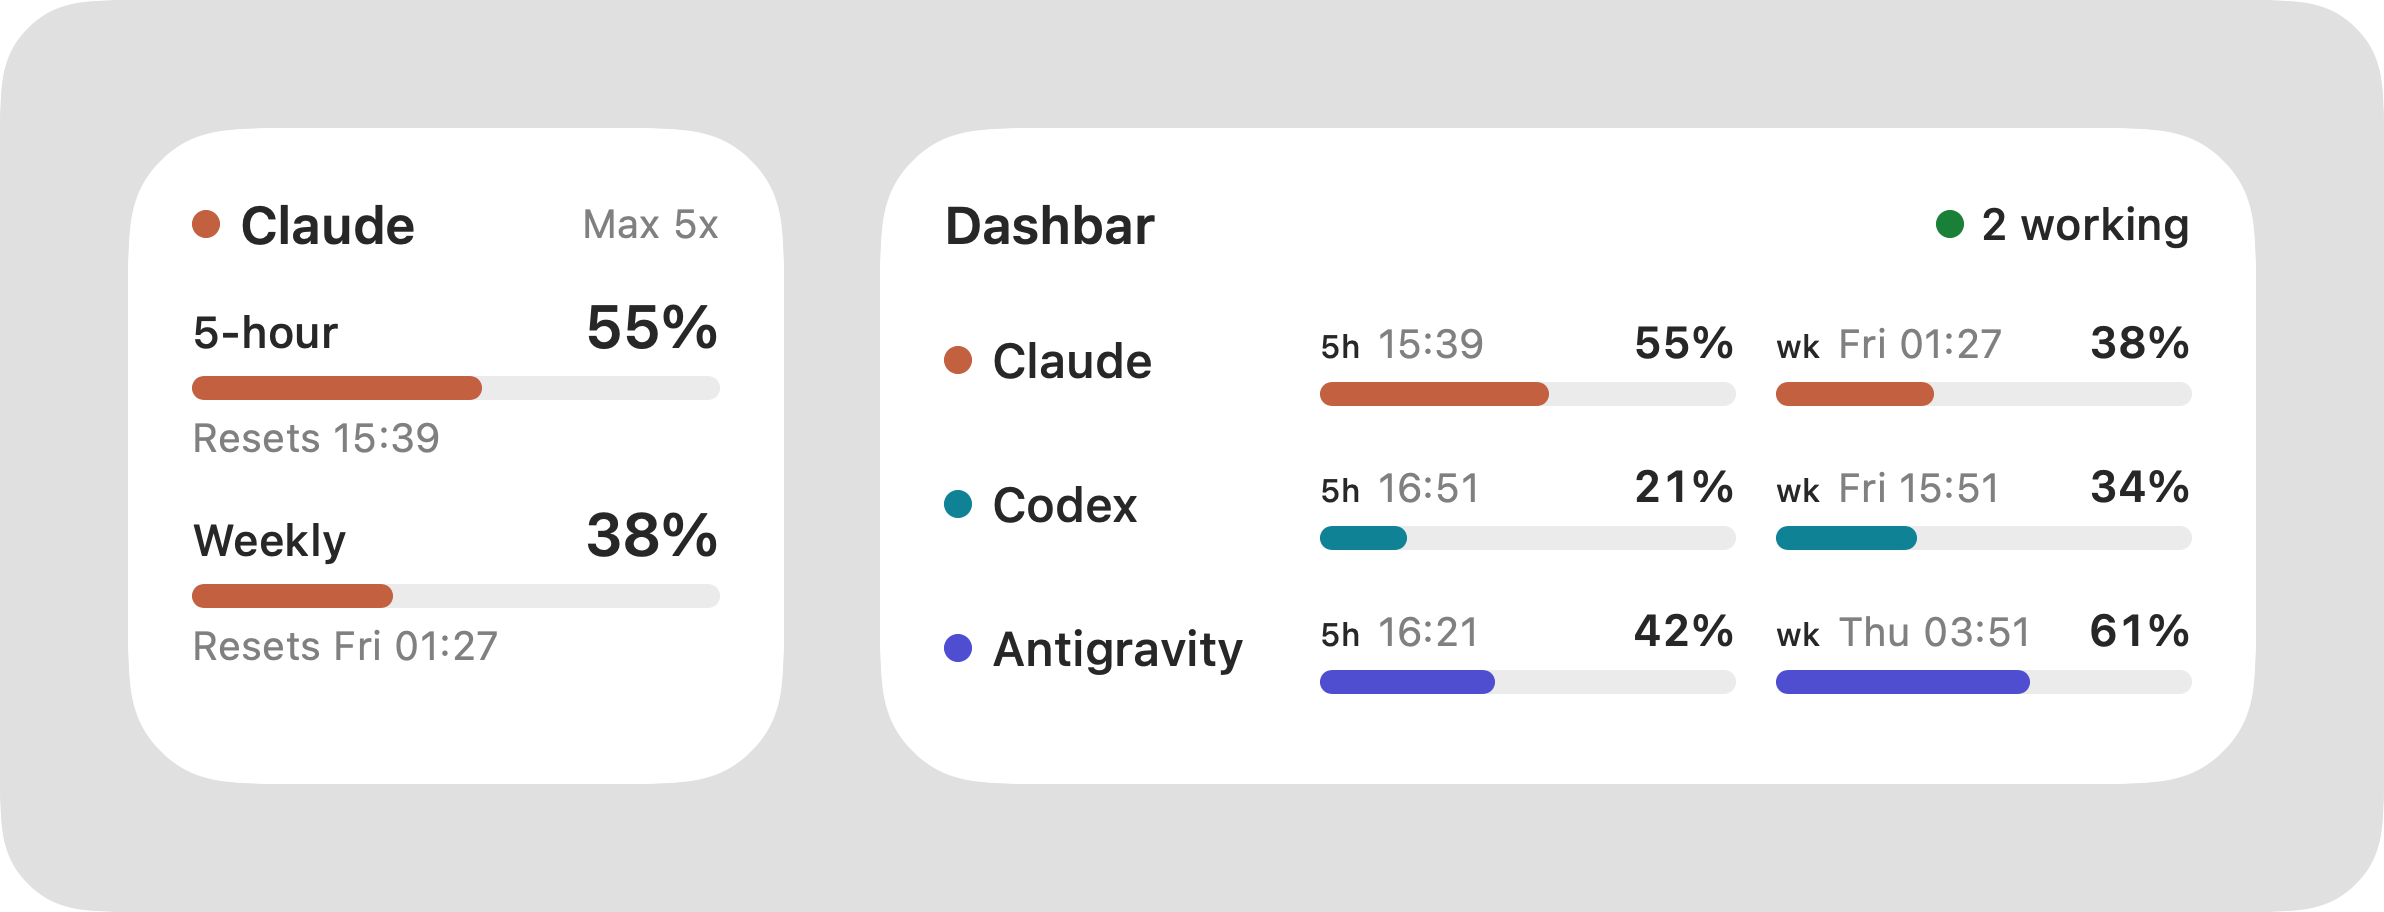 Claude Max 5x
5-hour 55%
Resets 15:39
Weekly 38%
Resets Fri 01:27
Dashbar 2 working
Claude 5h 15:39 55% wk Fri 01:27 38%
Codex 5h 16:51 21% wk Fri 15:51 34%
Antigravity 5h 16:21 42% wk Thu 03:51 61%